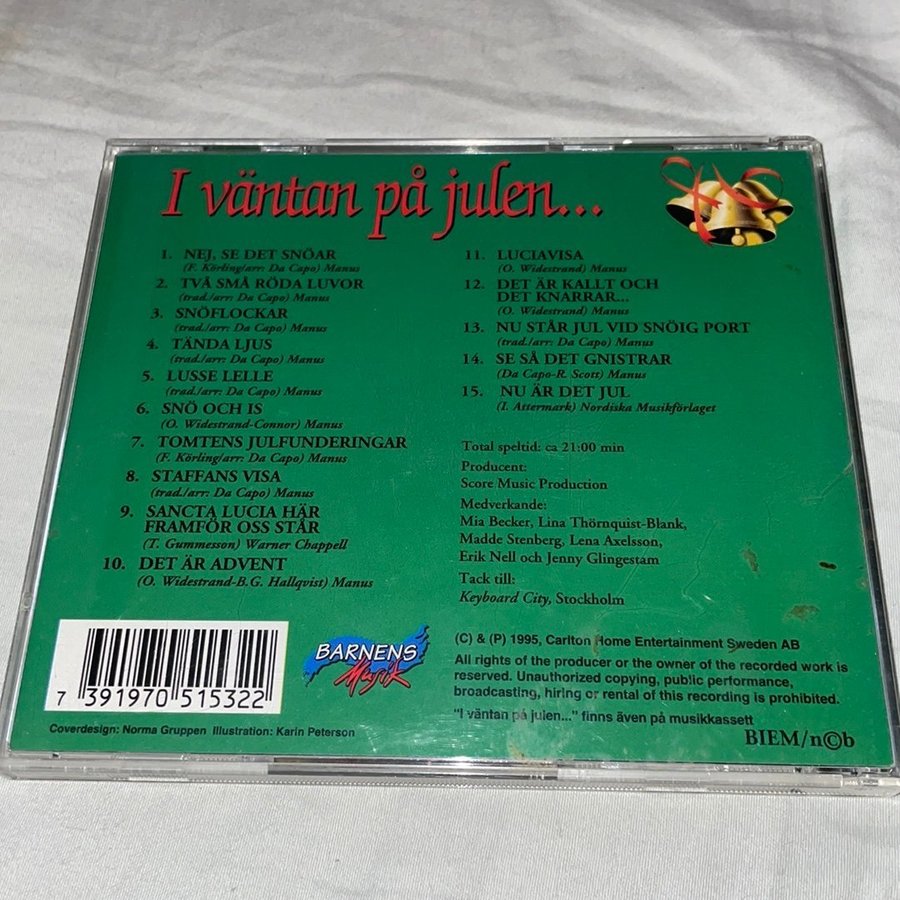 I väntan på julen...
1. NEJ, SE DET SNÖAR
(F. Körling/arr: Da Capo) Manus
2. TVÅ SMÅ RÖDA LUVOR
(trad./arr: Da Capo) Manus
3. SNÖFLOCKAR
(trad./arr: Da Capo) Manus
4. TÄNDA LJUS
(trad./arr: Da Capo) Manus
5. LUSSE LELLE
(trad./arr: Da Capo) Manus
6. SNÖ OCH IS
(O. Widestrand-Connor) Manus
7. TOMTENS JULFUNDERINGAR
(F. Körling/arr: Da Capo) Manus
8. STAFFANS VISA
(trad./arr: Da Capo) Manus
9. SANCTA LUCIA HÄR
FRAMFÖR OSS STÅR
(T. Gummesson) Warner Chappell
10. DET ÄR ADVENT
(O. Widestrand-B.G. Hallqvist) Manus
11. LUCIAVISA
(O. Widestrand) Manus
12. DET ÄR KALLT OCH
DET KNARRAR...
(O. Widestrand) Manus
13. NU STÅR JUL VID SNÖIG PORT
(trad./arr: Da Capo) Manus
14. SE SÅ DET GNISTRAR
(Da Capo-R. Scott) Manus
15. NU ÄR DET JUL
(I. Attermark) Nordiska Musikförlaget
Total speltid: ca 21:00 min
Producent:
Score Music Production
Medverkande:
Mia Becker, Lina Thörnquist-Blank,
Madde Stenberg, Lena Axelsson,
Erik Nell och Jenny Glingestam
Tack till:
Keyboard City, Stockholm
7 391970 515322
BARNENS
Musik
(C) & (P) 1995, Carlton Home Entertainment Sweden AB
All rights of the producer or the owner of the recorded work is
reserved. Unauthorized copying, public performance,
broadcasting, hiring or rental of this recording is prohibited.
"I väntan på julen..." finns även på musikkassett
BIEM/n©b
Coverdesign: Norma Gruppen Illustration: Karin Peterson